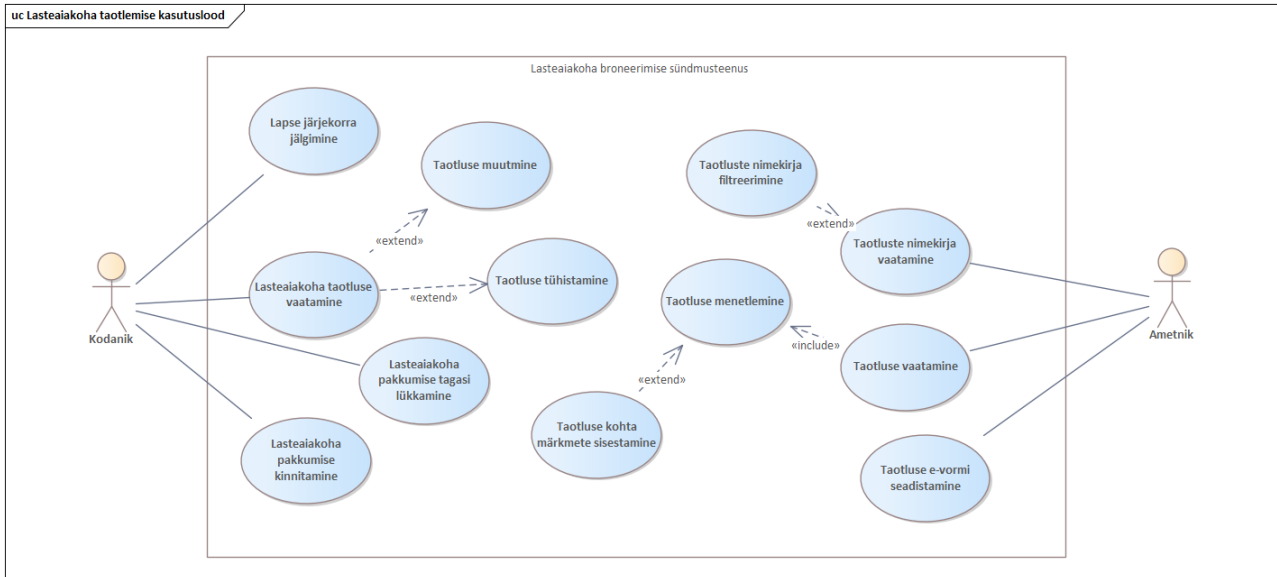 uc Lasteaiakoha taotlemise kasutuslood
Lasteaiakoha broneerimise sündmusteenus
Lapse järjekorra
jälgimine
Taotluse muutmine
Taotluste nimekirja
filtreerimine
«extend»
«extend»
Taotluste nimekirja
vaatamine
Lasteaiakoha taotluse
vaatamine
«extend»
Taotluse tühistamine
Taotluse menetlemine
Kodanik
Ametnik
«include»
Taotluse vaatamine
Lasteaiakoha
pakkumise tagasi
lükkamine
«extend»
Taotluse kohta
märkmete sisestamine
Lasteaiakoha
pakkumise
kinnitamine
Taotluse e-vormi
seadistamine